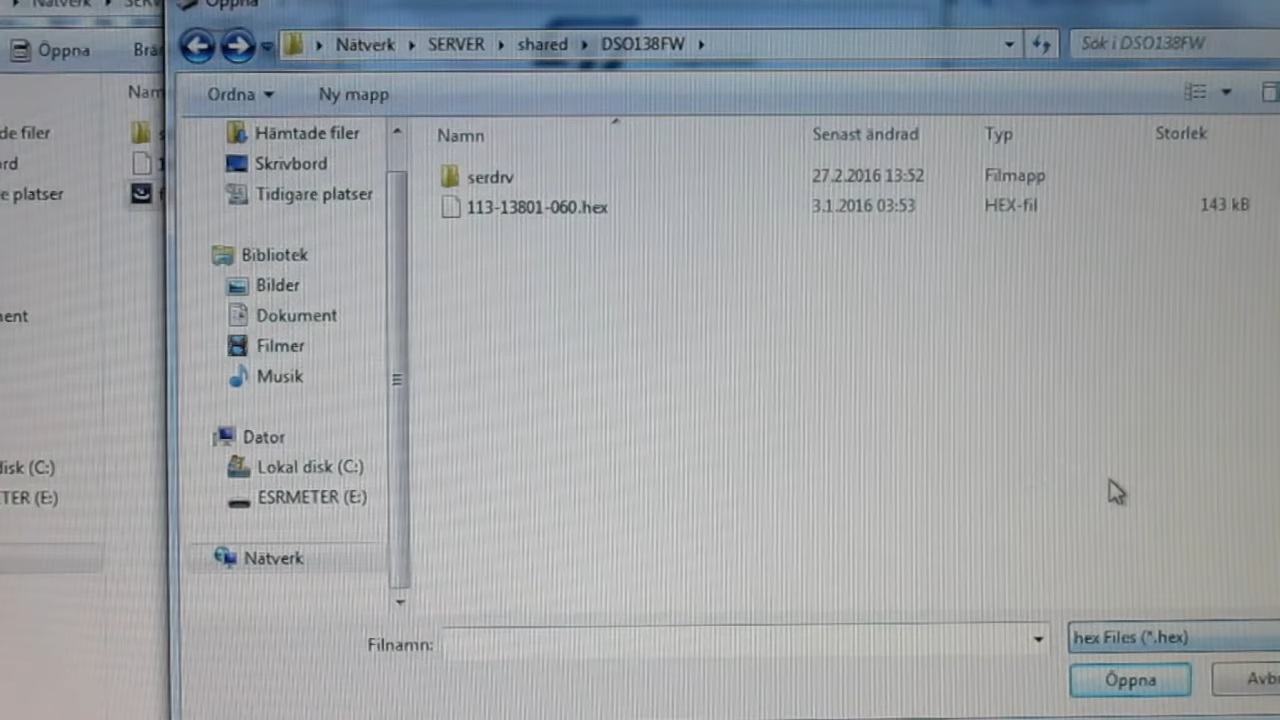 Nätverk
Öppna
Nätverk SERVER shared DSO138FW
Sök i DSO138FW
Öppna
Ordna Ny mapp
Namn Senast ändrad Typ Storlek
de filer
Hämtade filer
Skrivbord
e platser
Tidigare platser
serdrv 27.2.2016 13:52 Filmapp
113-13801-060.hex 3.1.2016 03:53 HEX-fil 143 kB
Bibliotek
Bilder
Dokument
Filmer
Musik
Dator
Lokal disk (C:)
ESRMETER (E:)
disk (C:)
TER (E:)
Nätverk
Filnamn:
hex Files (*.hex)
Öppna